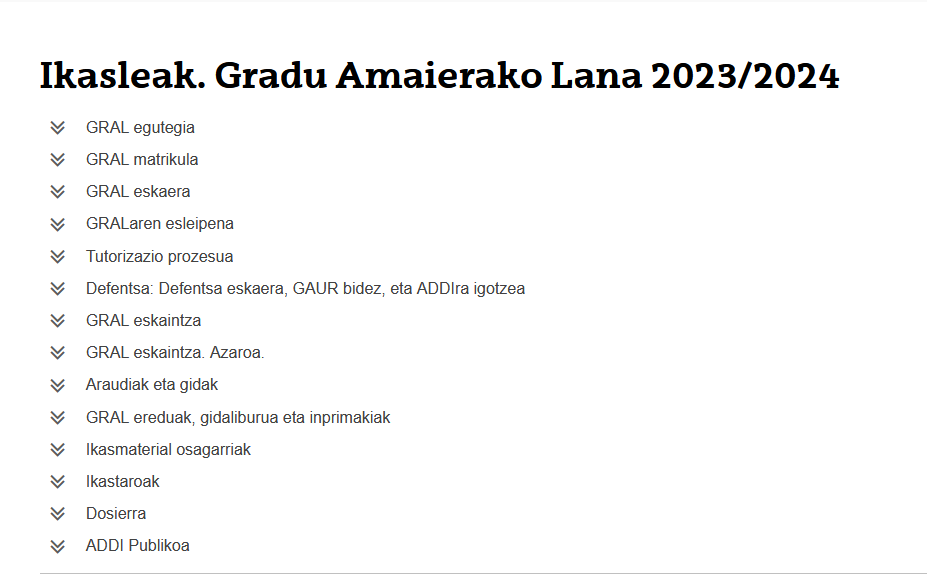 Ikasleak. Gradu Amaierako Lana 2023/2024
GRAL egutegia
GRAL matrikula
GRAL eskaera
GRALaren esleipena
Tutorizazio prozesua
Defentsa: Defentsa eskaera, GAUR bidez, eta ADDIra igotzea
GRAL eskaintza
GRAL eskaintza. Azaroa.
Araudiak eta gidak
GRAL ereduak, gidaliburua eta inprimakiak
Ikasmaterial osagarriak
Ikastaroak
Dosierra
ADDI Publikoa